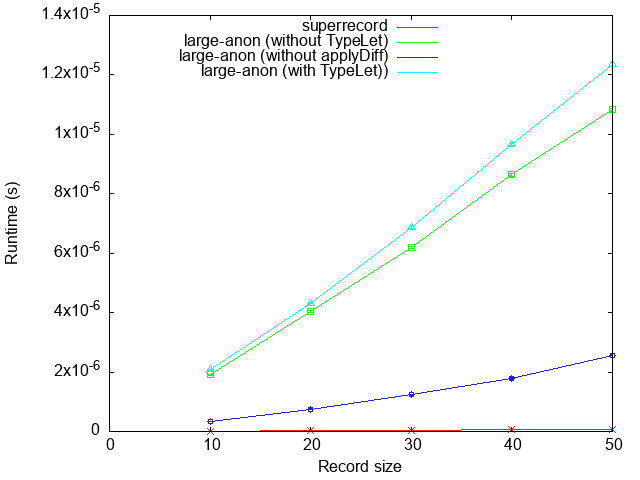 1.4x10-5
superrecord
large-anon (without TypeLet)
large-anon (without applyDiff)
large-anon (with TypeLet))
1.2x10-5
1x10-5
8x10-6
6x10-6
4x10-6
2x10-6
0
Runtime (s)
0 10 20 30 40 50
Record size